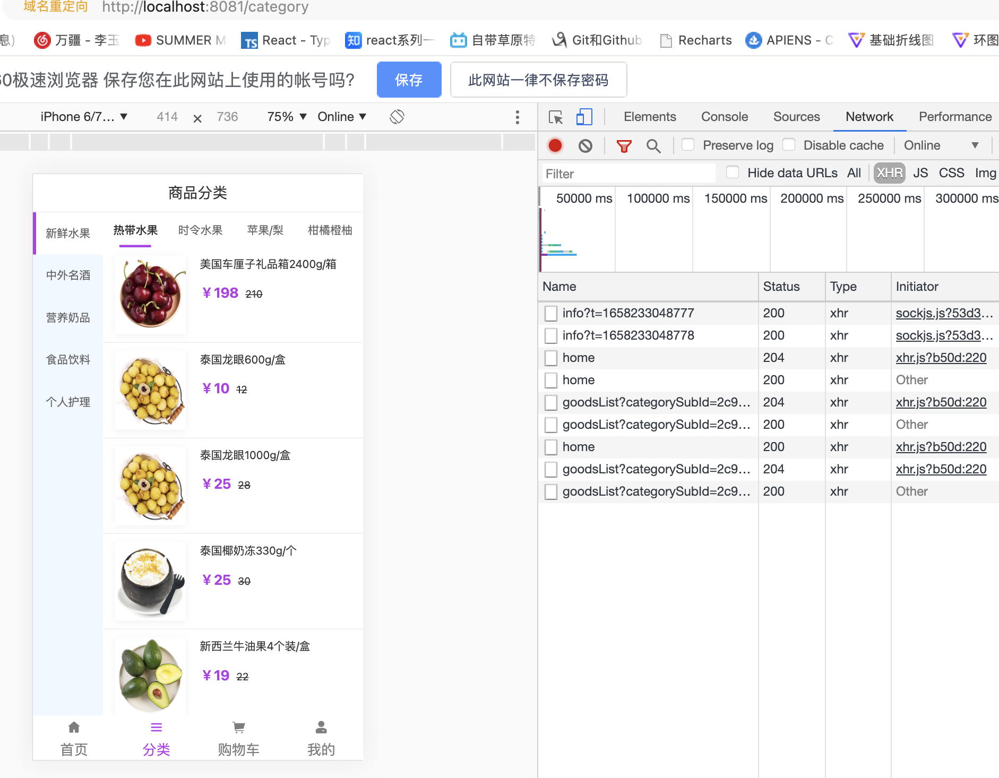 域名重定向 http://localhost:8081/category
息) 万疆 - 李玉 SUMMER M React - Typ react系列一 自带草原特 Git和Github Recharts APIENS - C 基础折线图 环图
60极速浏览器 保存您在此网站上使用的帐号吗? 保存 此网站一律不保存密码
iPhone 6/7... 414 × 736 75% Online
Elements Console Sources Network Performance
Preserve log Disable cache Online
Filter Hide data URLs All XHR JS CSS Img
50000 ms 100000 ms 150000 ms 200000 ms 250000 ms 300000 ms
Name Status Type Initiator
info?t=1658233048777 200 xhr sockjs.js?53d3...
info?t=1658233048778 200 xhr sockjs.js?53d3...
home 204 xhr xhr.js?b50d:220
home 200 xhr Other
goodsList?categorySubId=2c9... 204 xhr xhr.js?b50d:220
goodsList?categorySubId=2c9... 200 xhr Other
home 200 xhr xhr.js?b50d:220
goodsList?categorySubId=2c9... 204 xhr xhr.js?b50d:220
goodsList?categorySubId=2c9... 200 xhr Other
商品分类
新鲜水果
中外名酒
营养奶品
食品饮料
个人护理
热带水果 时令水果 苹果/梨 柑橘橙柚
美国车厘子礼品箱2400g/箱
¥198 210
泰国龙眼600g/盒
¥10 12
泰国龙眼1000g/盒
¥25 28
泰国椰奶冻330g/个
¥25 30
新西兰牛油果4个装/盒
¥19 22
首页 分类 购物车 我的